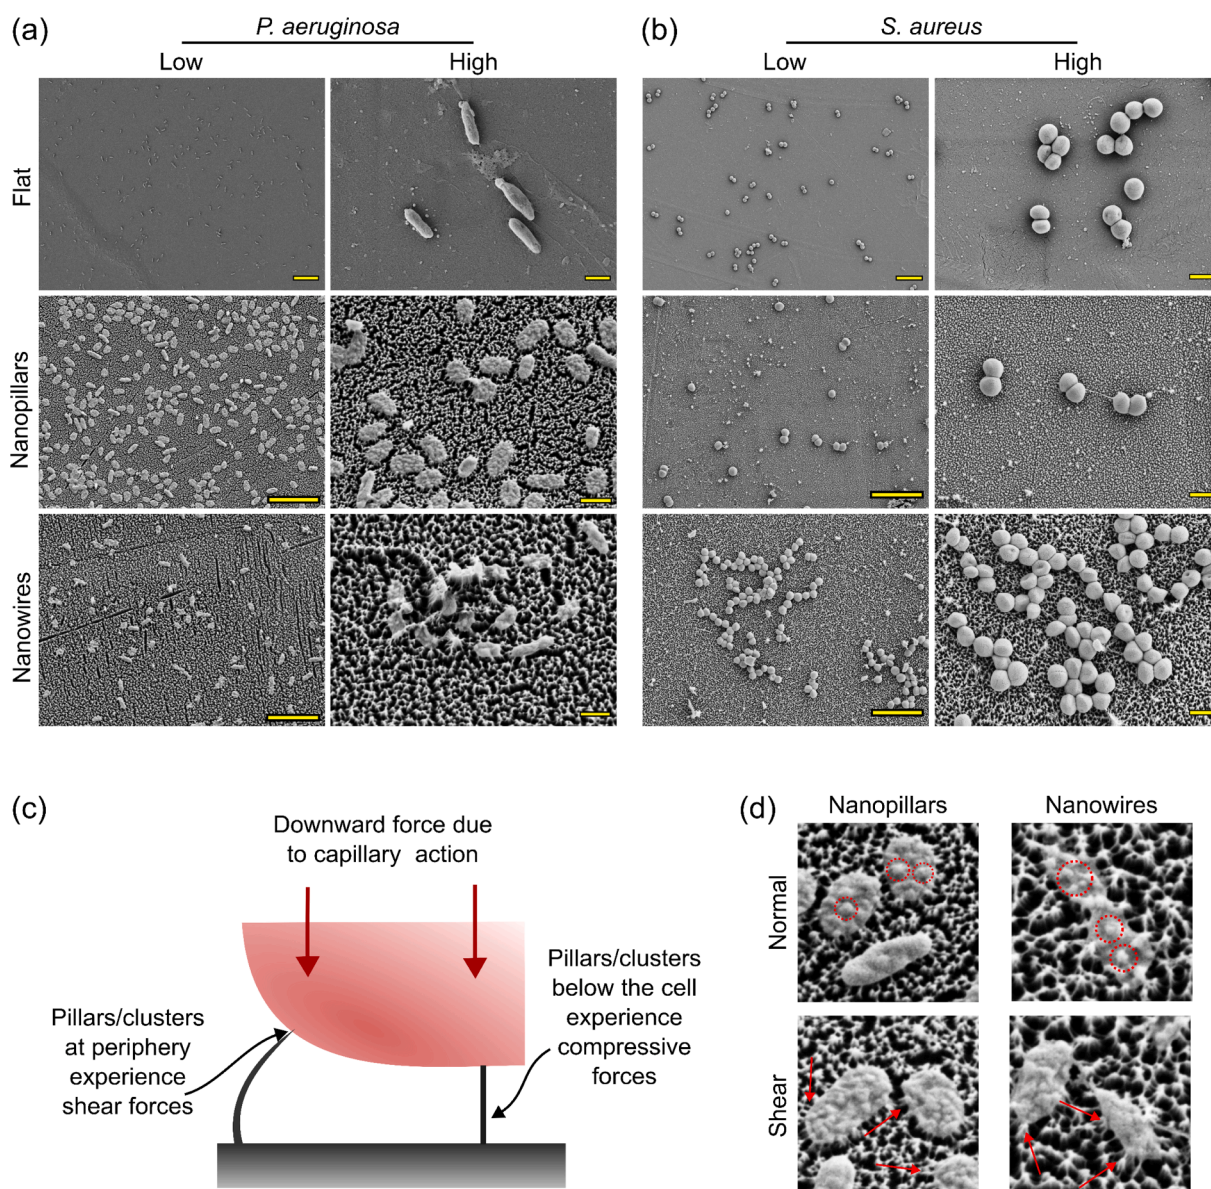 (a)
P. aeruginosa
Low
High
(b)
S. aureus
Low
High
Flat
Nanopillars
Nanowires
(c)
Downward force due
to capillary action
Pillars/clusters
at periphery
experience
shear forces
Pillars/clusters
below the cell
experience
compressive
forces
(d)
Nanopillars
Nanowires
Normal
Shear